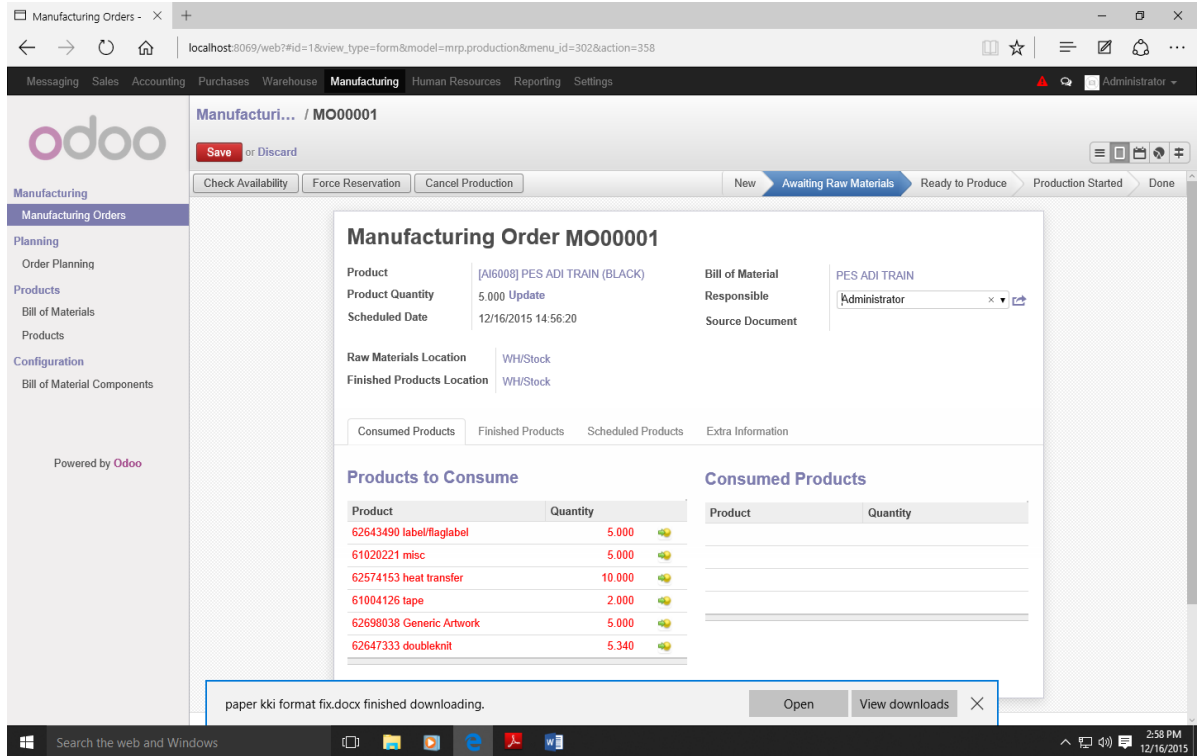 Manufacturing Orders -
localhost:8069/web?#id=1&view_type=form&model=mrp.production&menu_id=302&action=358
Messaging Sales Accounting Purchases Warehouse Manufacturing Human Resources Reporting Settings Administrator
odoo
Manufacturi... / MO00001
Save or Discard
Check Availability Force Reservation Cancel Production New Awaiting Raw Materials Ready to Produce Production Started Done
Manufacturing
Manufacturing Orders
Planning
Order Planning
Products
Bill of Materials
Products
Configuration
Bill of Material Components
Powered by Odoo
Manufacturing Order MO00001
Product [AI6008] PES ADI TRAIN (BLACK) Bill of Material PES ADI TRAIN
Product Quantity 5.000 Update Responsible Administrator
Scheduled Date 12/16/2015 14:56:20 Source Document
Raw Materials Location WH/Stock
Finished Products Location WH/Stock
Consumed Products Finished Products Scheduled Products Extra Information
Products to Consume Consumed Products
Product Quantity Product Quantity
62643490 label/flaglabel 5.000
61020221 misc 5.000
62574153 heat transfer 10.000
61004126 tape 2.000
62698038 Generic Artwork 5.000
62647333 doubleknit 5.340
paper kki format fix.docx finished downloading. Open View downloads
Search the web and Windows
2:58 PM
12/16/2015